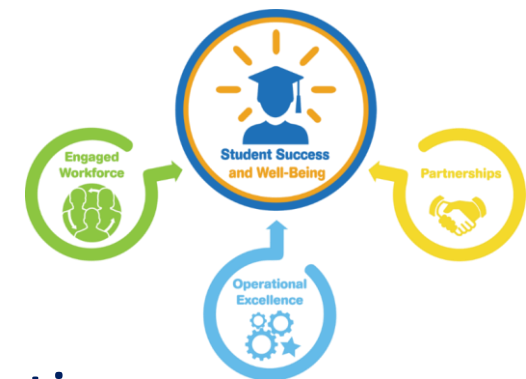 Student Success
and Well-Being
Engaged
Workforce
Partnerships
Operational
Excellence